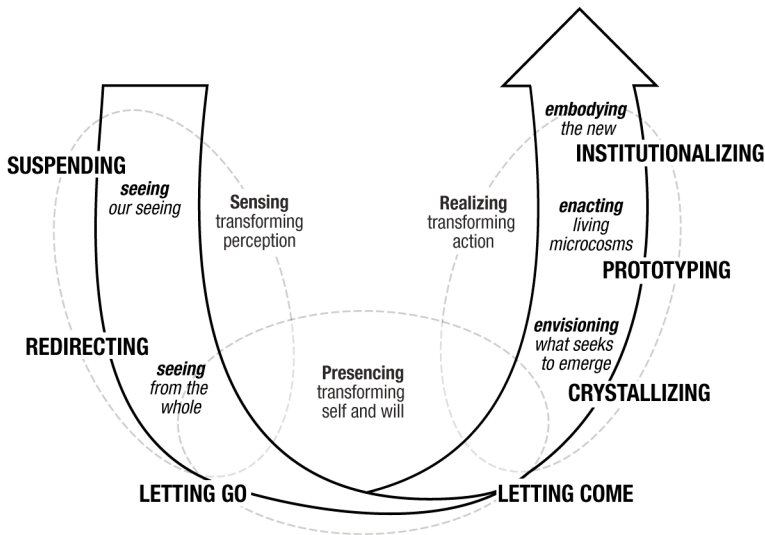 SUSPENDING
seeing
our seeing
Sensing
transforming
perception
REDIRECTING
seeing
from the
whole
LETTING GO
Presencing
transforming
self and will
LETTING COME
Realizing
transforming
action
embodying
the new
INSTITUTIONALIZING
enacting
living
microcosms
PROTOTYPING
envisioning
what seeks
to emerge
CRYSTALLIZING